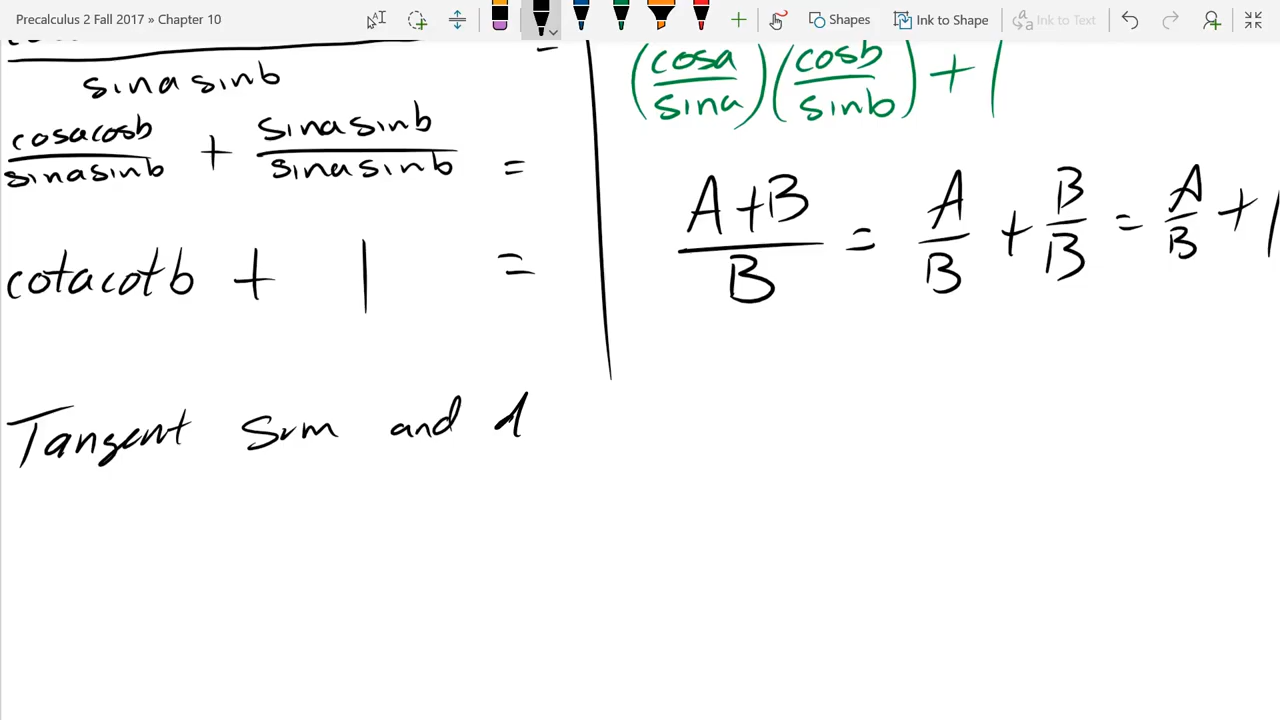 Precalculus 2 Fall 2017 » Chapter 10
Shapes
Ink to Shape
Ink to Text
sinasinb
=
cosacosb/sinasinb + sinasinb/sinasinb =
cotacotb + 1 =
(cosa/sina)(cosb/sinb) + 1
A+B/B = A/B + B/B = A/B + 1
Tangent Sum and d